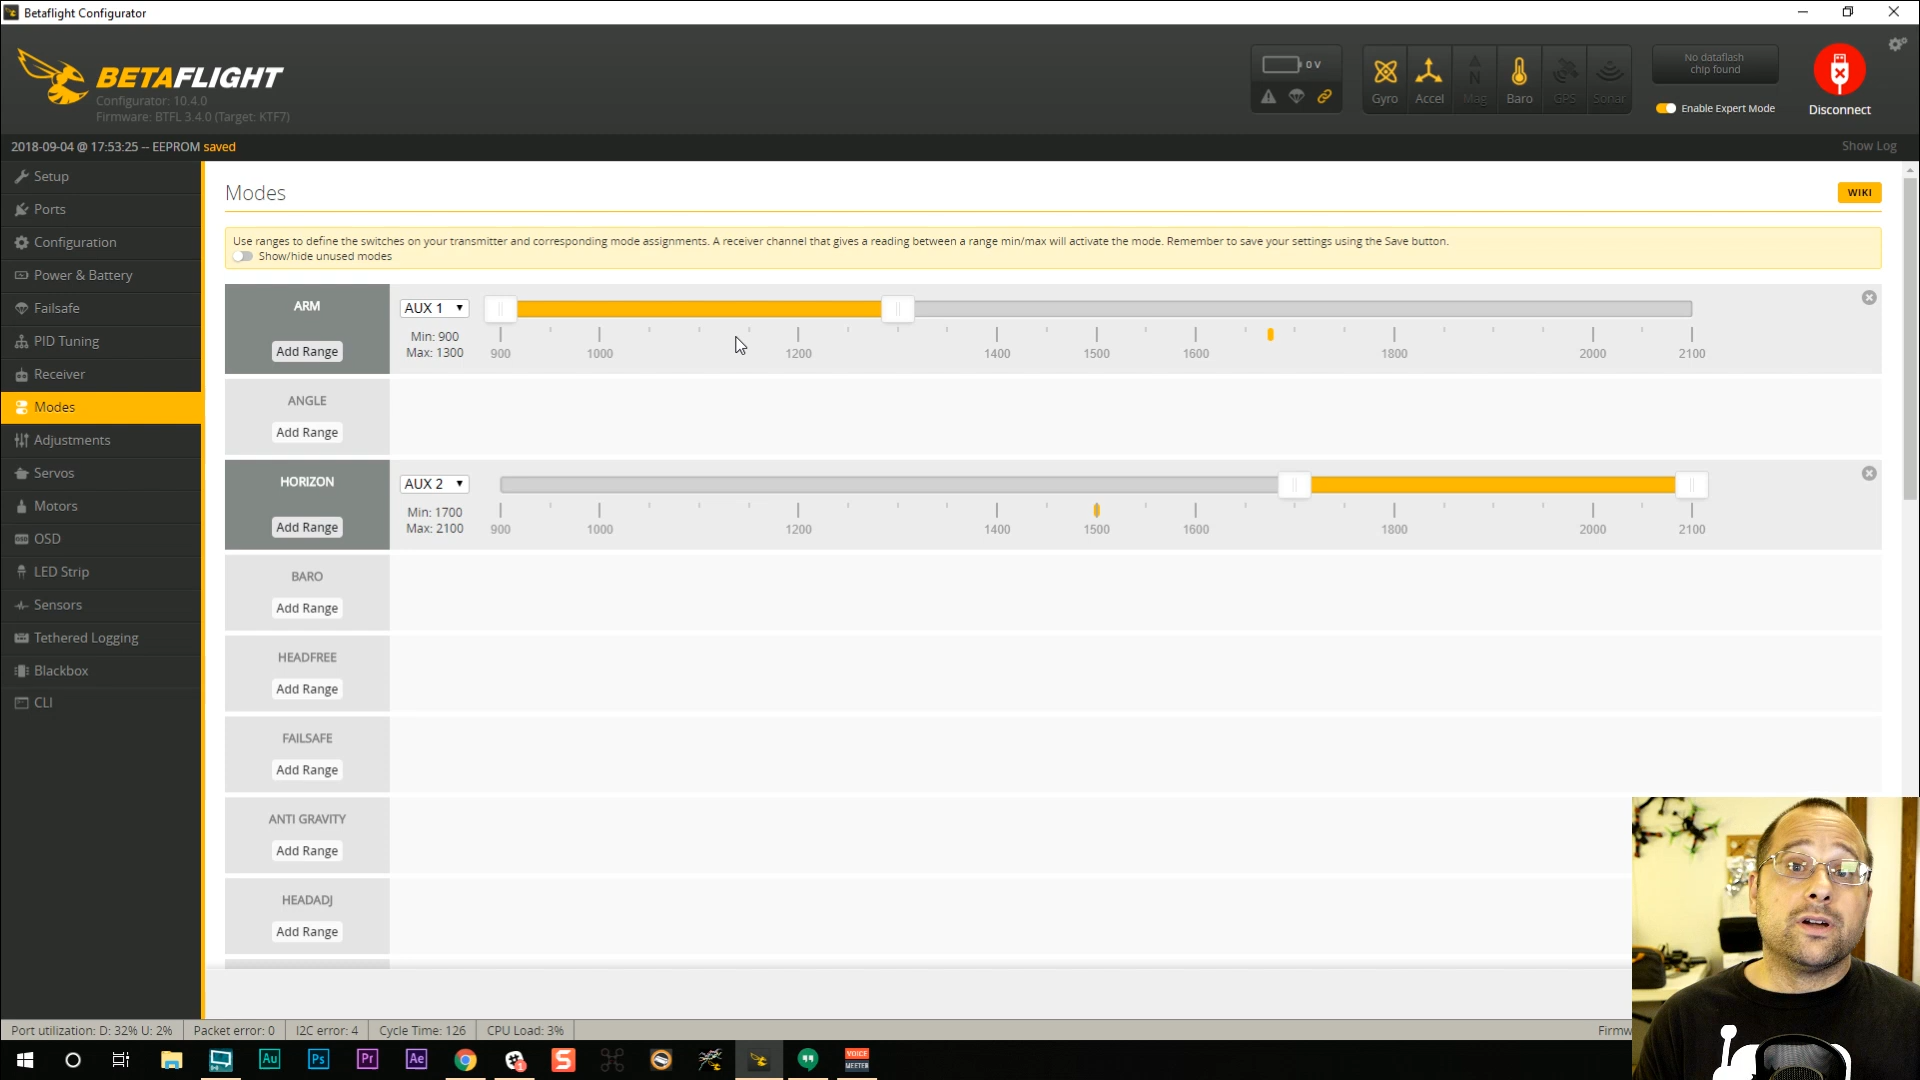 Betaflight Configurator
BETAFLIGHT
Configurator: 10.4.0
Firmware: BTFL 3.4.0 (Target: KTF7)
0 V
Gyro
Accel
Mag
Baro
GPS
Sonar
No dataflash
chip found
Enable Expert Mode
Disconnect
2018-09-04 @ 17:53:25 -- EEPROM saved
Show Log
Setup
Ports
Configuration
Power & Battery
Failsafe
PID Tuning
Receiver
Modes
Adjustments
Servos
Motors
OSD
LED Strip
Sensors
Tethered Logging
Blackbox
CLI
Modes
WIKI
Use ranges to define the switches on your transmitter and corresponding mode assignments. A receiver channel that gives a reading between a range min/max will activate the mode. Remember to save your settings using the Save button.
Show/hide unused modes
ARM
Add Range
AUX 1
Min: 900
Max: 1300
900 1000 1200 1400 1500 1600 1800 2000 2100
ANGLE
Add Range
HORIZON
Add Range
AUX 2
Min: 1700
Max: 2100
900 1000 1200 1400 1500 1600 1800 2000 2100
BARO
Add Range
HEADFREE
Add Range
FAILSAFE
Add Range
ANTI GRAVITY
Add Range
HEADADJ
Add Range
Port utilization: D: 32% U: 2%
Packet error: 0
I2C error: 4
Cycle Time: 126
CPU Load: 3%
Firmw
Au
Ps
Pr
Ae
1
S
VOICE
MEETER